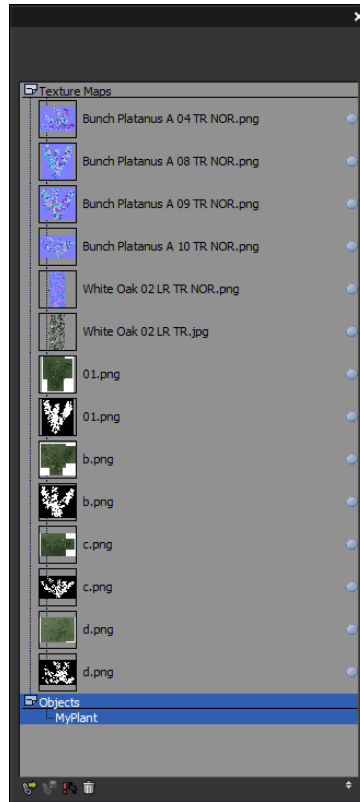 Texture Maps
Bunch Platanus A 04 TR NOR.png
Bunch Platanus A 08 TR NOR.png
Bunch Platanus A 09 TR NOR.png
Bunch Platanus A 10 TR NOR.png
White Oak 02 LR TR NOR.png
White Oak 02 LR TR.jpg
01.png
01.png
b.png
b.png
c.png
c.png
d.png
d.png
Objects
MyPlant